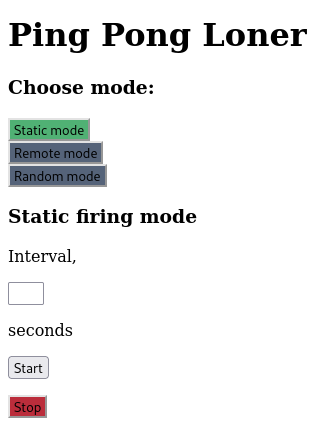 Ping Pong Loner
Choose mode:
Static mode
Remote mode
Random mode
Static firing mode
Interval,
seconds
Start
Stop